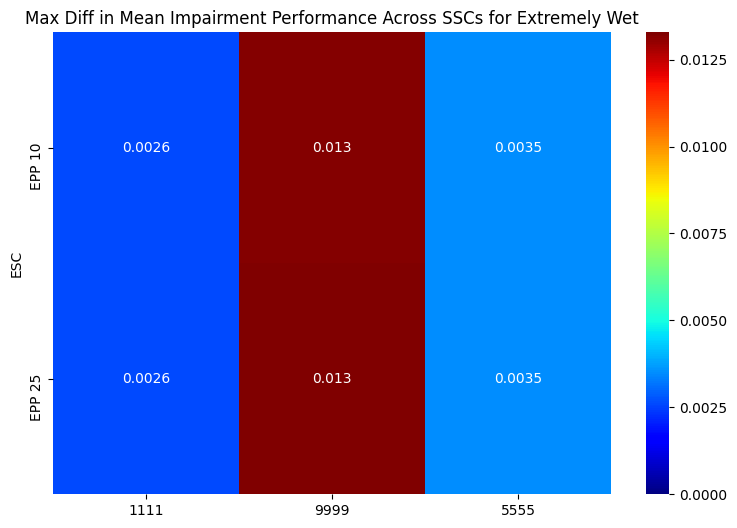 Max Diff in Mean Impairment Performance Across SSCs for Extremely Wet
ESC
EPP 10
0.0026 0.013 0.0035
EPP 25
0.0026 0.013 0.0035
1111 9999 5555
0.0125
0.0100
0.0075
0.0050
0.0025
0.0000